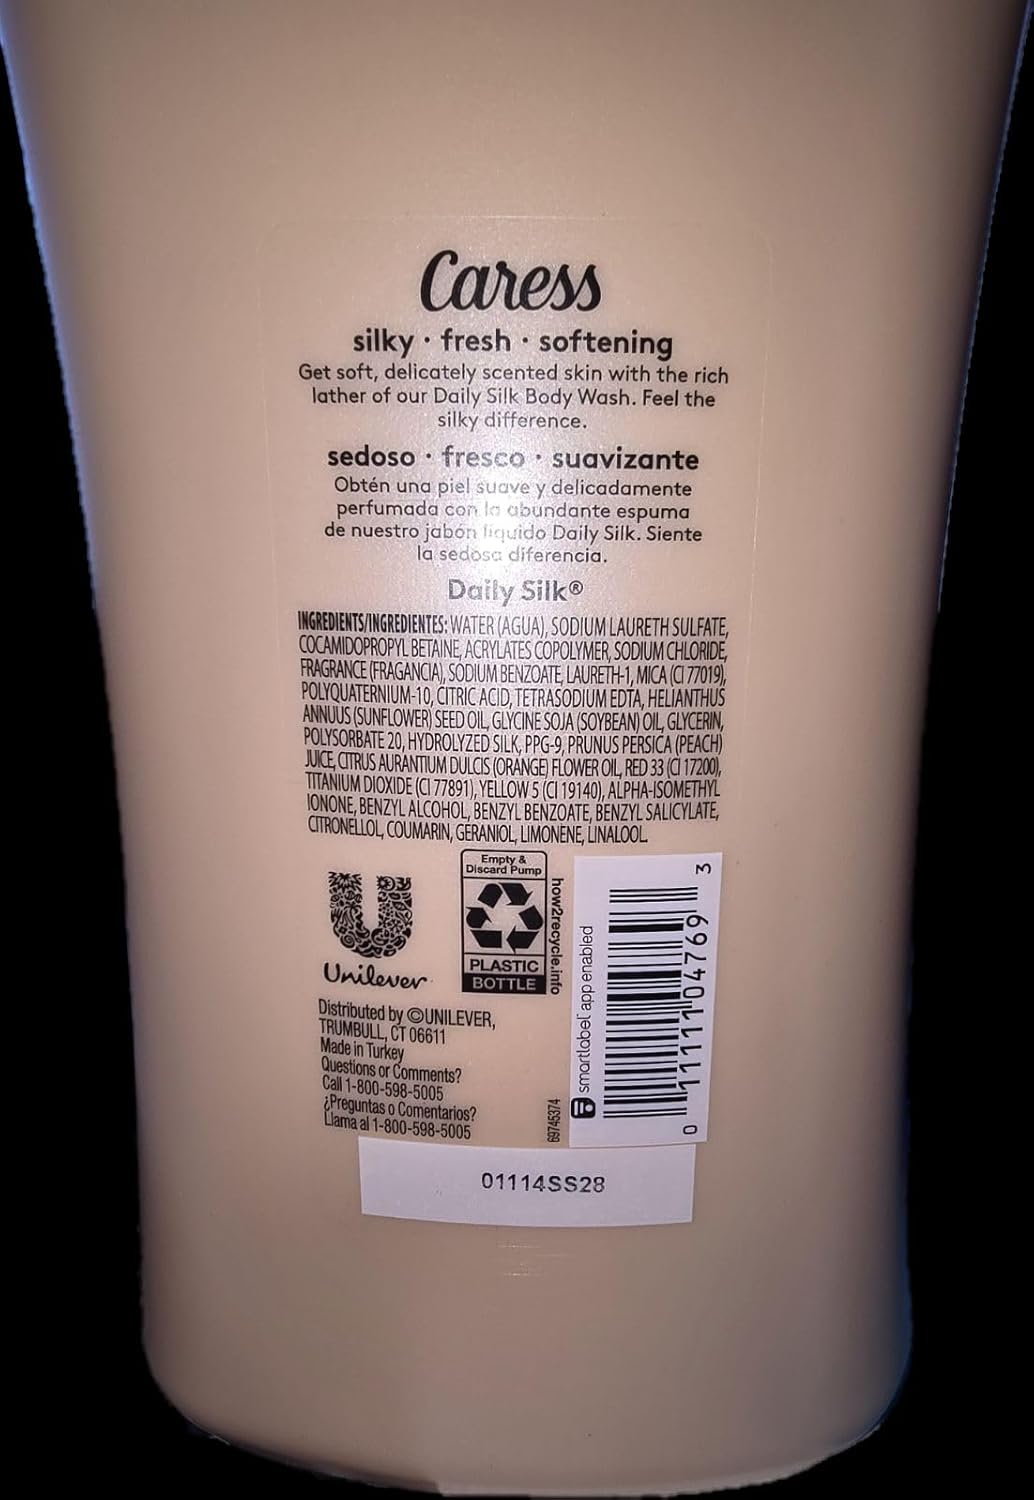 Caress
silky · fresh · softening
Get soft, delicately scented skin with the rich
lather of our Daily Silk Body Wash. Feel the
silky difference.
sedoso · fresco · suavizante
Obtén una piel suave y delicadamente
perfumada con la abundante espuma
de nuestro jabón líquido Daily Silk. Siente
la sedosa diferencia.
Daily Silk®
INGREDIENTS/INGREDIENTES: WATER (AGUA), SODIUM LAURETH SULFATE,
COCAMIDOPROPYL BETAINE, ACRYLATES COPOLYMER, SODIUM CHLORIDE,
FRAGRANCE (FRAGANCIA), SODIUM BENZOATE, LAURETH-1, MICA (CI 77019),
POLYQUATERNIUM-10, CITRIC ACID, TETRASODIUM EDTA, HELIANTHUS
ANNUUS (SUNFLOWER) SEED OIL, GLYCINE SOJA (SOYBEAN) OIL, GLYCERIN,
POLYSORBATE 20, HYDROLYZED SILK, PPG-9, PRUNUS PERSICA (PEACH)
JUICE, CITRUS AURANTIUM DULCIS (ORANGE) FLOWER OIL, RED 33 (CI 17200),
TITANIUM DIOXIDE (CI 77891), YELLOW 5 (CI 19140), ALPHA-ISOMETHYL
IONONE, BENZYL ALCOHOL, BENZYL BENZOATE, BENZYL SALICYLATE,
CITRONELLOL, COUMARIN, GERANIOL, LIMONENE, LINALOOL.
Unilever
Empty &
Discard Pump
PLASTIC
BOTTLE
how2recycle.info
smartlabel app enabled
0 11111 04769 3
Distributed by ©UNILEVER,
TRUMBULL, CT 06611
Made in Turkey
Questions or Comments?
Call 1-800-598-5005
¿Preguntas o Comentarios?
Llama al 1-800-598-5005
69745374
01114SS28